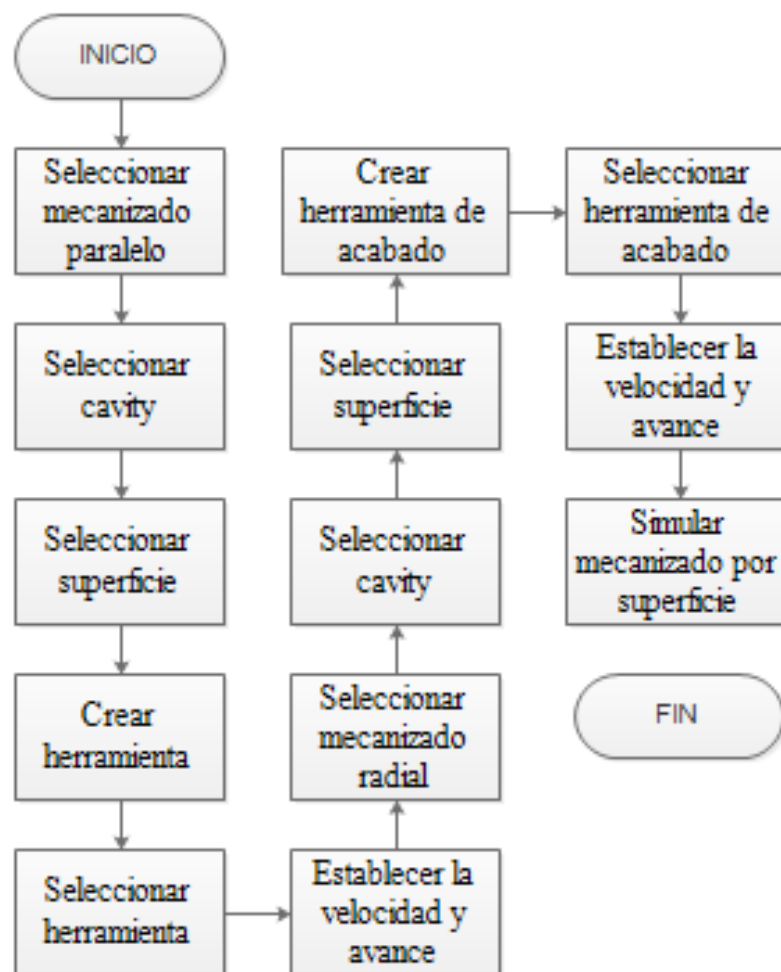 INICIO
Seleccionar
mecanizado
paralelo
Seleccionar
cavity
Seleccionar
superficie
Crear
herramienta
Seleccionar
herramienta
Establecer la
velocidad y
avance
Seleccionar
mecanizado
radial
Seleccionar
cavity
Seleccionar
superficie
Crear
herramienta de
acabado
Seleccionar
herramienta de
acabado
Establecer la
velocidad y
avance
Simular
mecanizado por
superficie
FIN